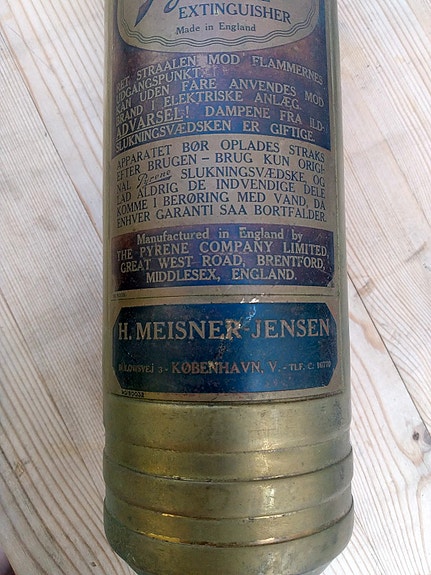 EXTINGUISHER
Made in England
RET STRAALEN MOD FLAMMERNES
UDGANGSPUNKT.
KAN UDEN FARE ANVENDES MOD
BRAND I ELEKTRISKE ANLÆG.
ADVARSEL! DAMPENE FRA ILD-
SLUKNINGSVÆDSKEN ER GIFTIGE.
APPARATET BØR OPLADES STRAKS
EFTER BRUGEN - BRUG KUN ORIGI-
NAL Pyrene SLUKNINGSVÆDSKE, OG
LAD ALDRIG DE INDVENDIGE DELE
KOMME I BERØRING MED VAND, DA
ENHVER GARANTI SAA BORTFALDER.
Manufactured in England by
THE PYRENE COMPANY LIMITED,
GREAT WEST ROAD, BRENTFORD,
MIDDLESEX, ENGLAND.
H. MEISNER-JENSEN
3 - KØBENHAVN, V. - TLF. C.